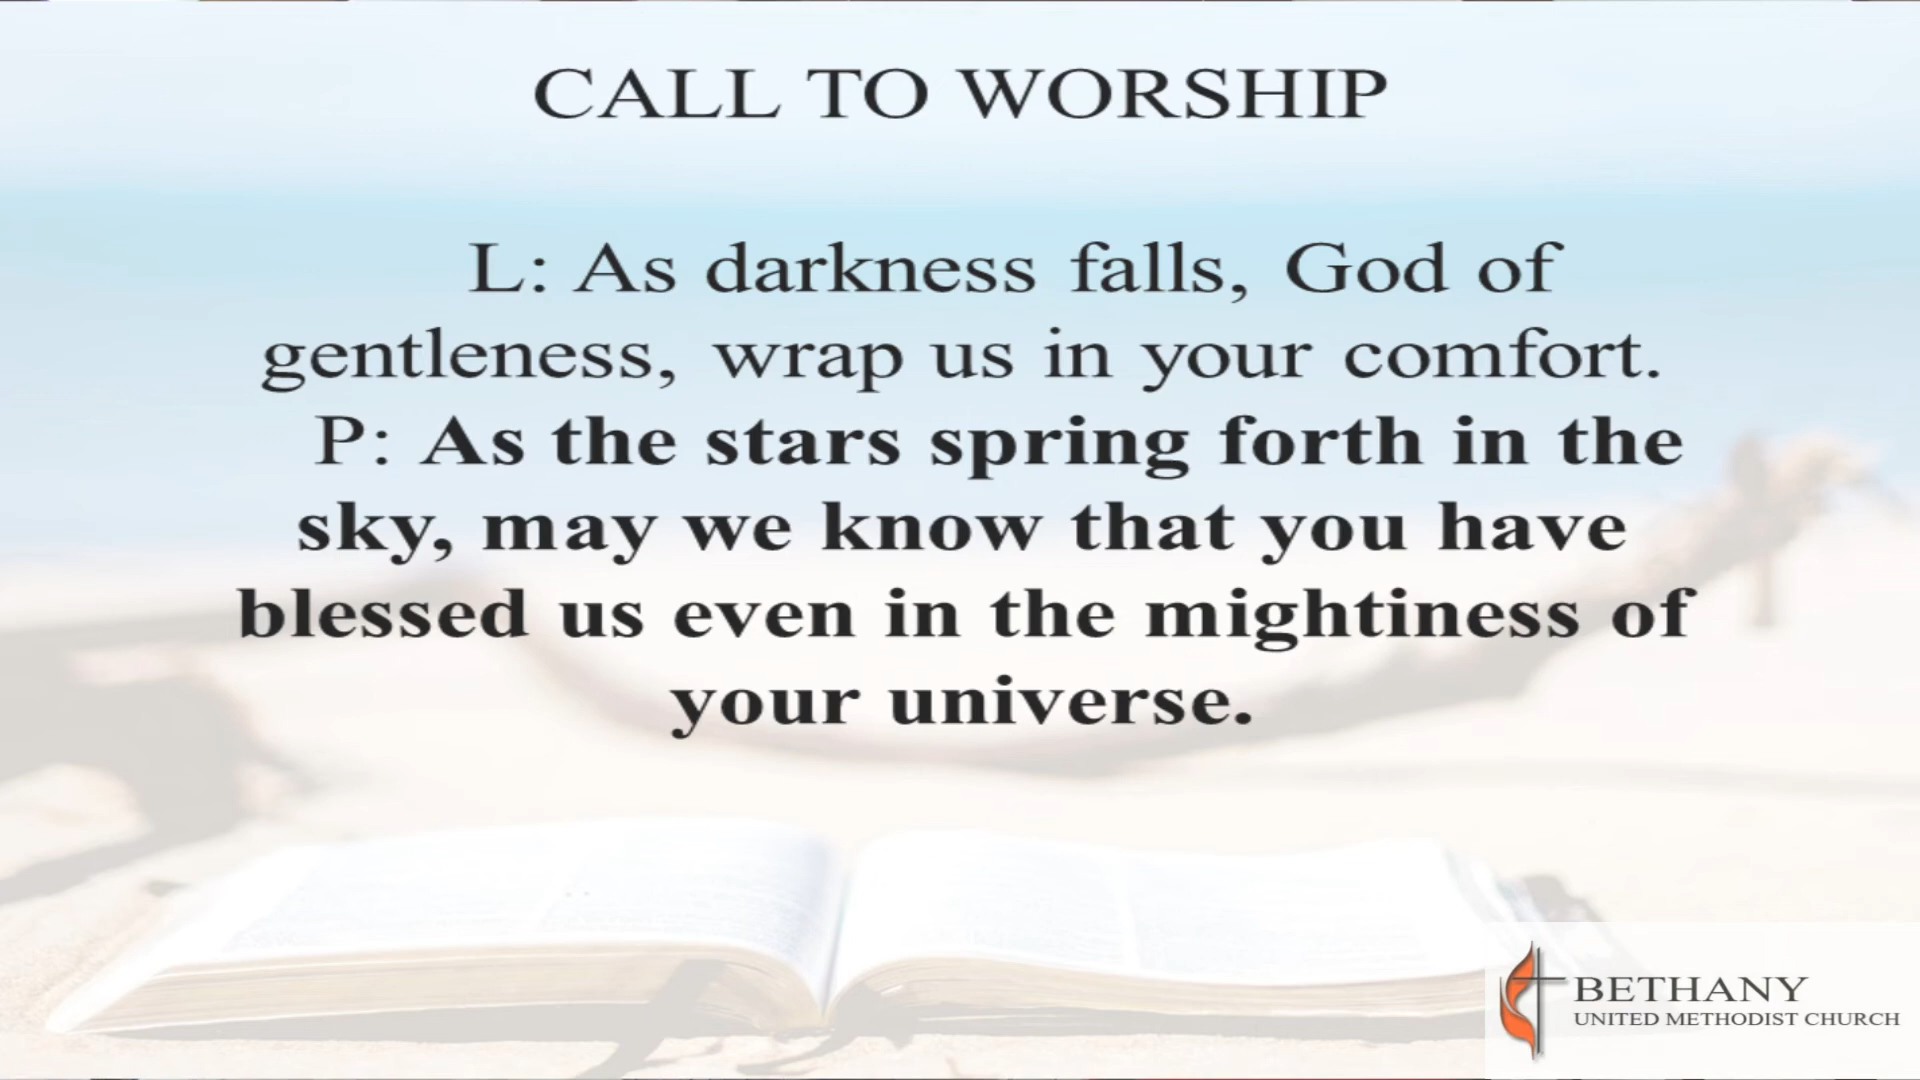 CALL TO WORSHIP
L: As darkness falls, God of
gentleness, wrap us in your comfort.
P: As the stars spring forth in the
sky, may we know that you have
blessed us even in the mightiness of
your universe.
BETHANY
UNITED METHODIST CHURCH